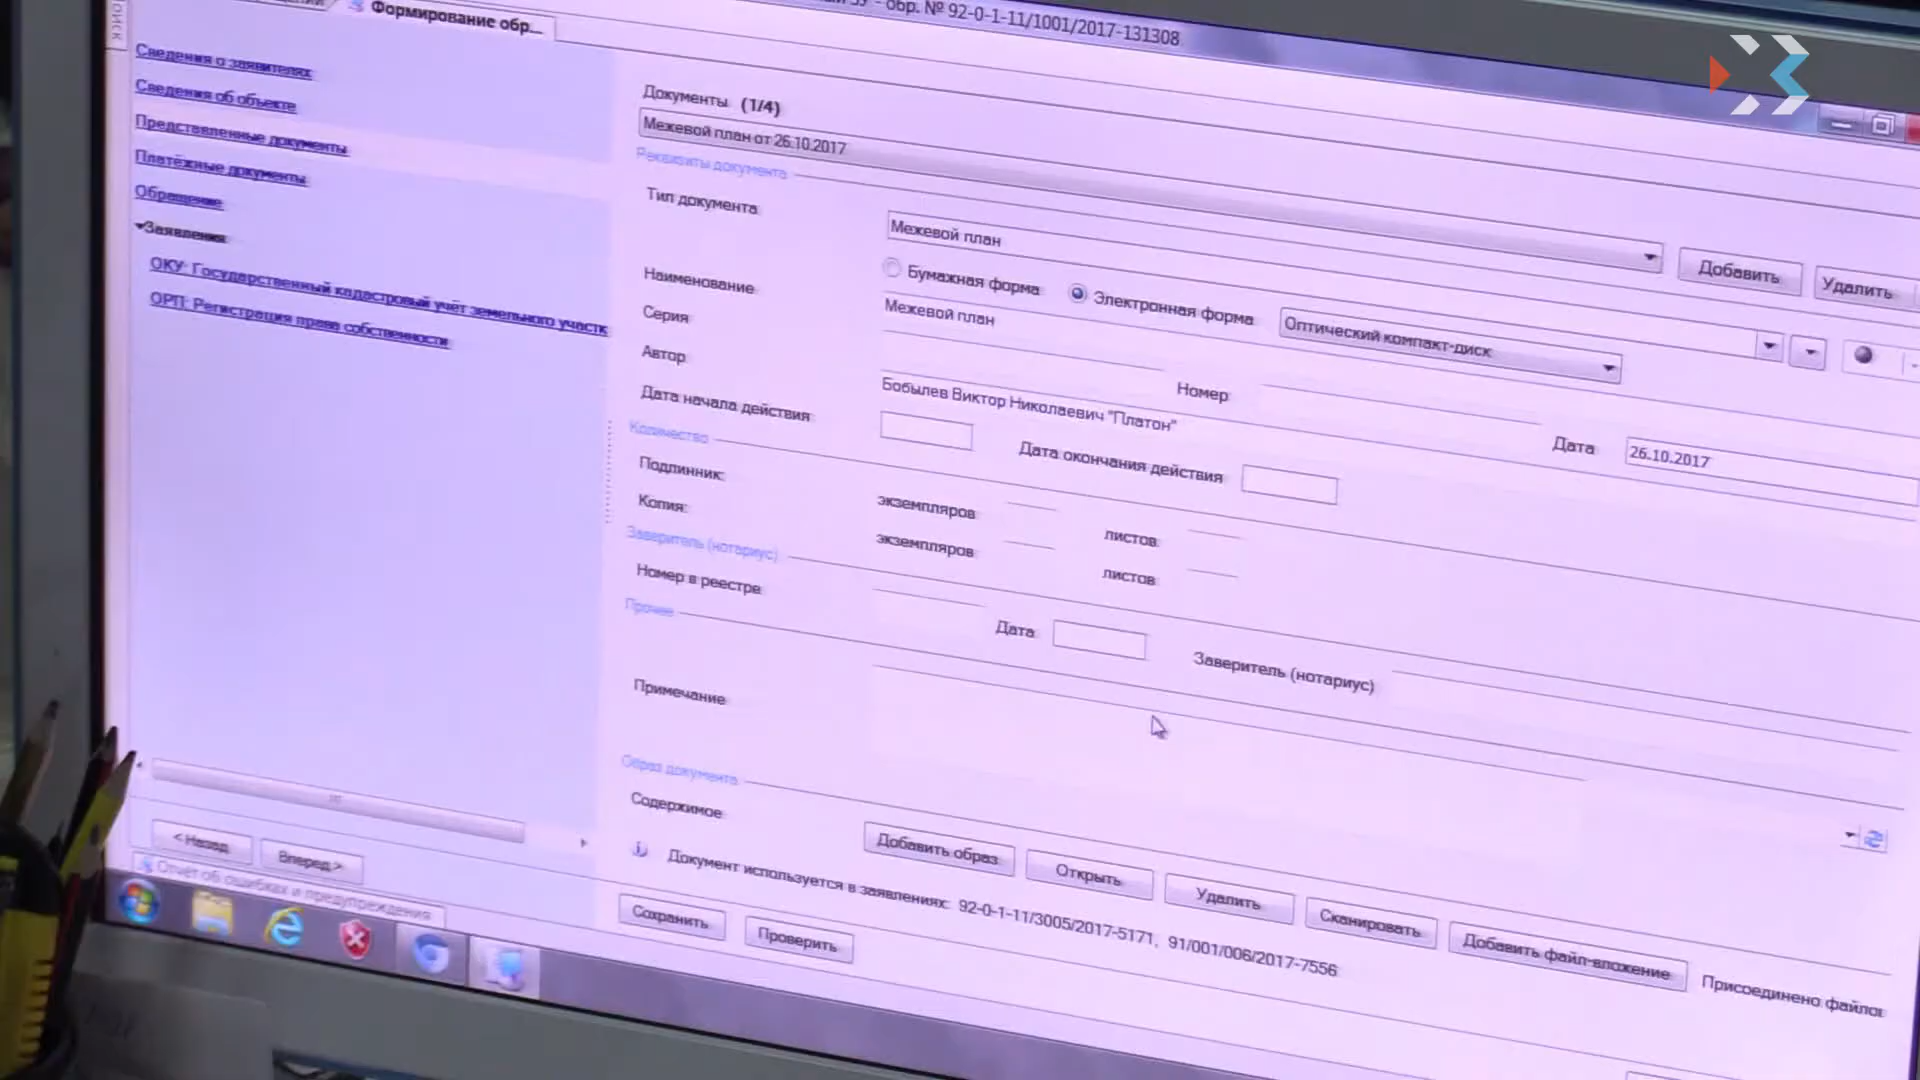 обр. № 92-0-1-11/1001/2017-131308
Формирование обр...
Сведения о заявителях
Сведения об объекте
Представленные документы
Платёжные документы
Обращение
Заявления
ОКУ: Государственный кадастровый учёт земельного участк
ОРП: Регистрация права собственности
Документы (1/4)
Межевой план от 26.10.2017
Реквизиты документа
Тип документа
Межевой план
Добавить
Удалить
Бумажная форма
Электронная форма
Оптический компакт-диск
Наименование
Межевой план
Серия
Номер
Дата
26.10.2017
Автор
Бобылев Виктор Николаевич "Платон"
Дата начала действия
Дата окончания действия
Количество
Подлинник:
экземпляров
листов
Копия:
экземпляров
листов
Заверитель (нотариус)
Номер в реестре
Дата
Заверитель (нотариус)
Прочее
Примечание
Образ документа
Содержимое
Добавить образ
Открыть
Удалить
Сканировать
Добавить файл-вложение
Присоединено файлов
Документ используется в заявлениях: 92-0-1-11/3005/2017-5171, 91/001/006/2017-7556
Сохранить
Проверить
< Назад
Вперед >
Отчёт об ошибках и предупреждения